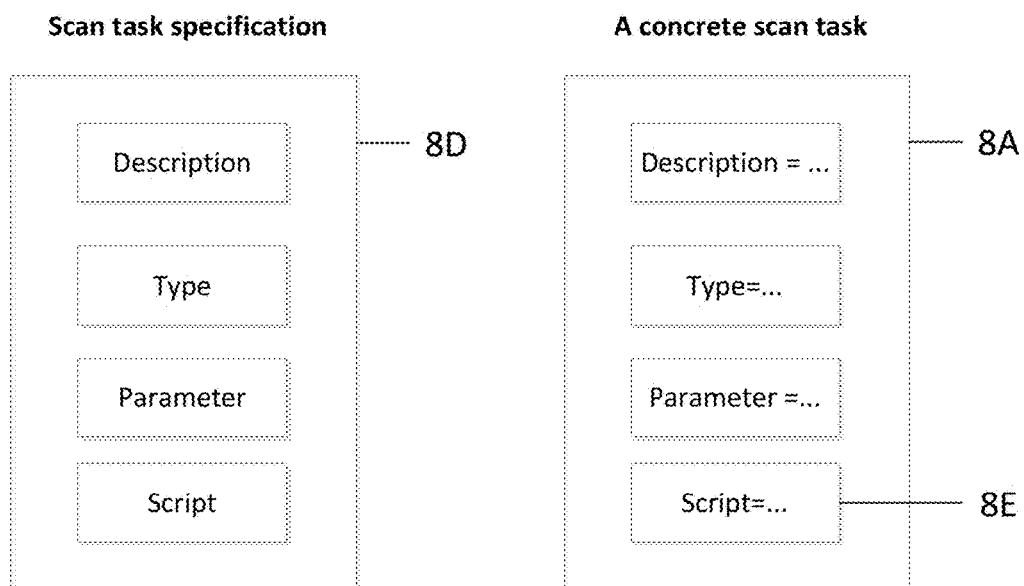 Scan task specification
A concrete scan task
Description
8D
Description = ...
8A
Type
Type=...
Parameter
Parameter =...
Script
Script=...
8E